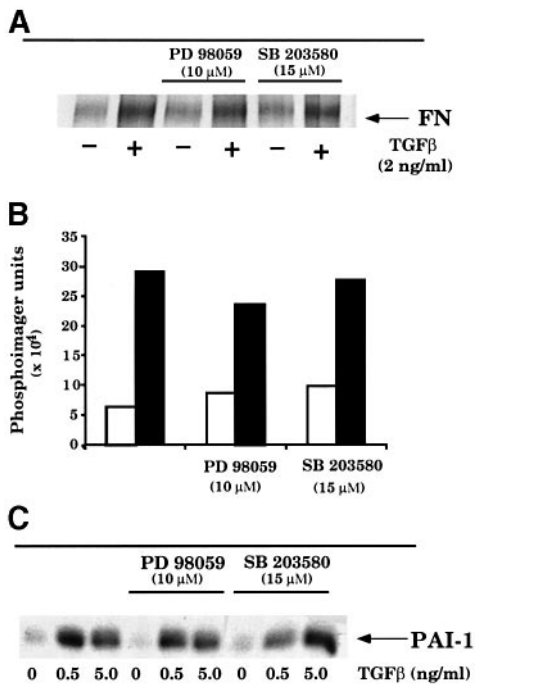 A
PD 98059 SB 203580
(10 μM) (15 μM)
FN
− + − + − + TGFβ
(2 ng/ml)
B
Phosphoimager units
(x 10⁴)
35
30
25
20
15
10
5
0
PD 98059 SB 203580
(10 μM) (15 μM)
C
PD 98059 SB 203580
(10 μM) (15 μM)
PAI-1
0 0.5 5.0 0 0.5 5.0 0 0.5 5.0 TGFβ (ng/ml)